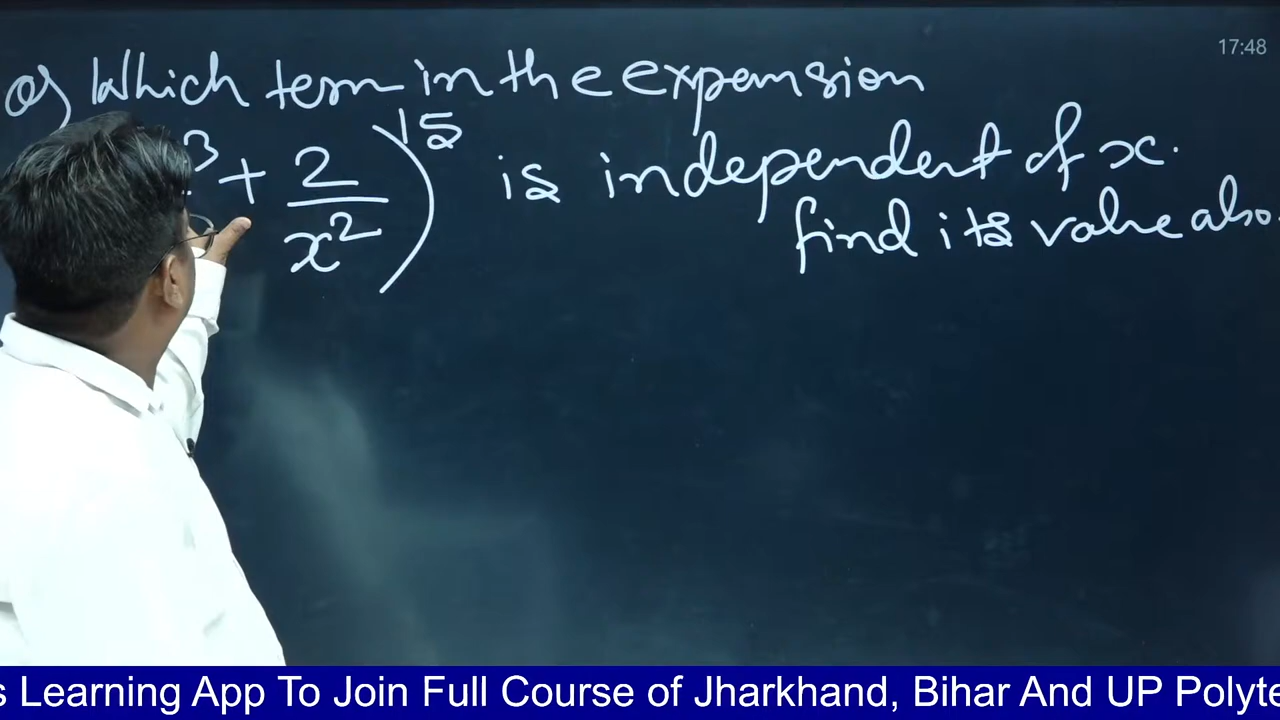 17:48
Q) Which term in the expansion
3 + 2/x²)¹⁵ is independent of x.
find its value also.
s Learning App To Join Full Course of Jharkhand, Bihar And UP Polyte